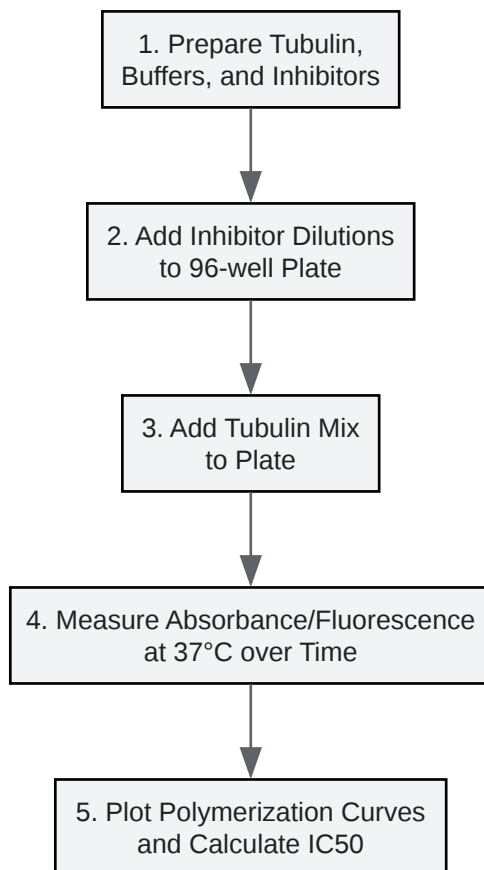 1. Prepare Tubulin,
Buffers, and Inhibitors
2. Add Inhibitor Dilutions
to 96-well Plate
3. Add Tubulin Mix
to Plate
4. Measure Absorbance/Fluorescence
at 37°C over Time
5. Plot Polymerization Curves
and Calculate IC50